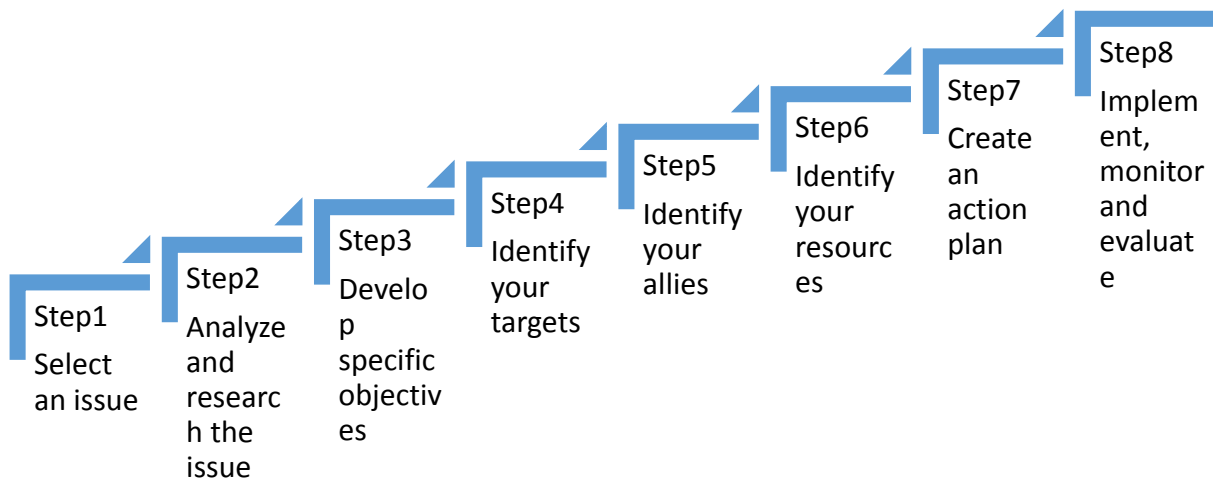 Step1
Select
an issue
Step2
Analyze
and
researc
h the
issue
Step3
Develo
p
specific
objectiv
es
Step4
Identify
your
targets
Step5
Identify
your
allies
Step6
Identify
your
resourc
es
Step7
Create
an
action
plan
Step8
Implem
ent,
monitor
and
evaluat
e